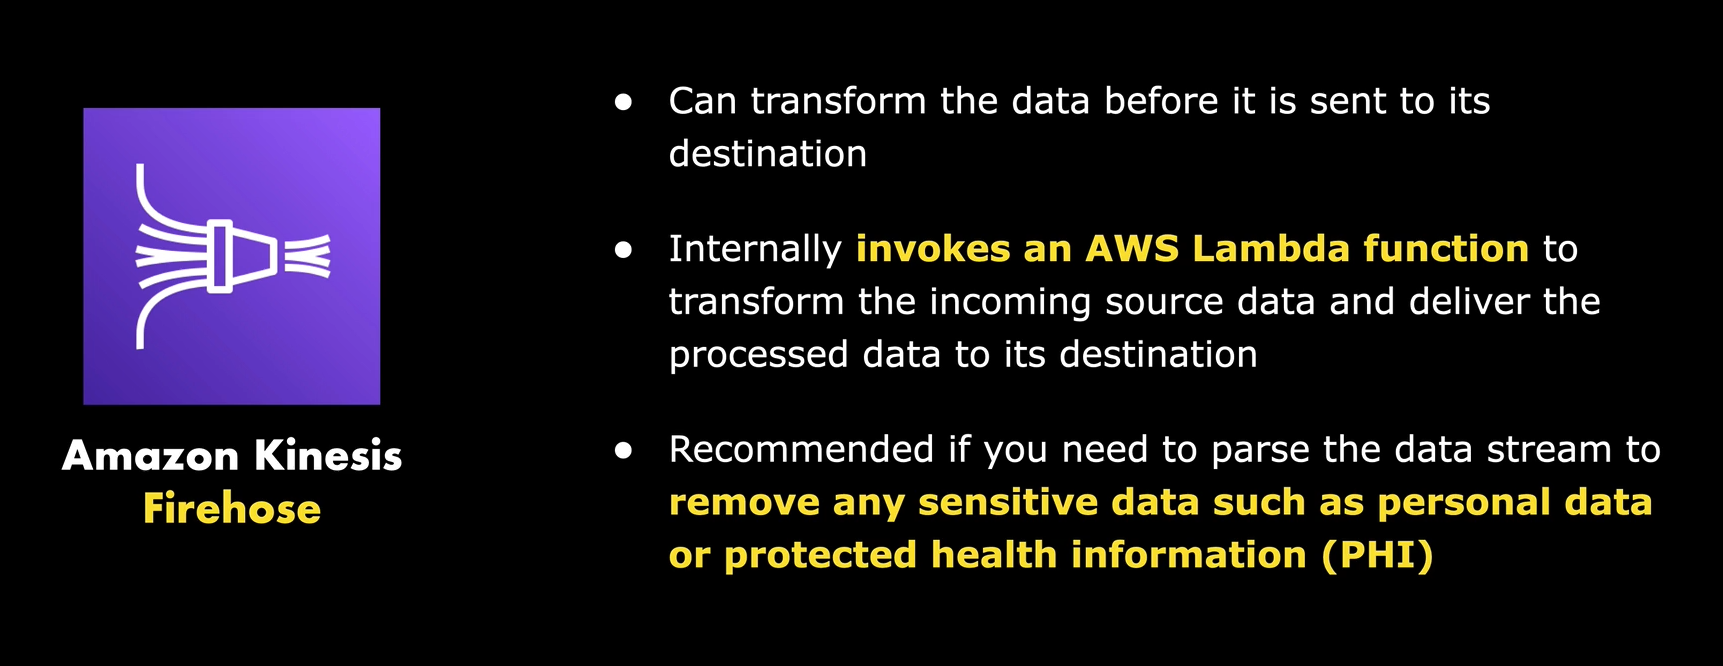 Amazon Kinesis
Firehose
● Can transform the data before it is sent to its
destination
● Internally invokes an AWS Lambda function to
transform the incoming source data and deliver the
processed data to its destination
● Recommended if you need to parse the data stream to
remove any sensitive data such as personal data
or protected health information (PHI)